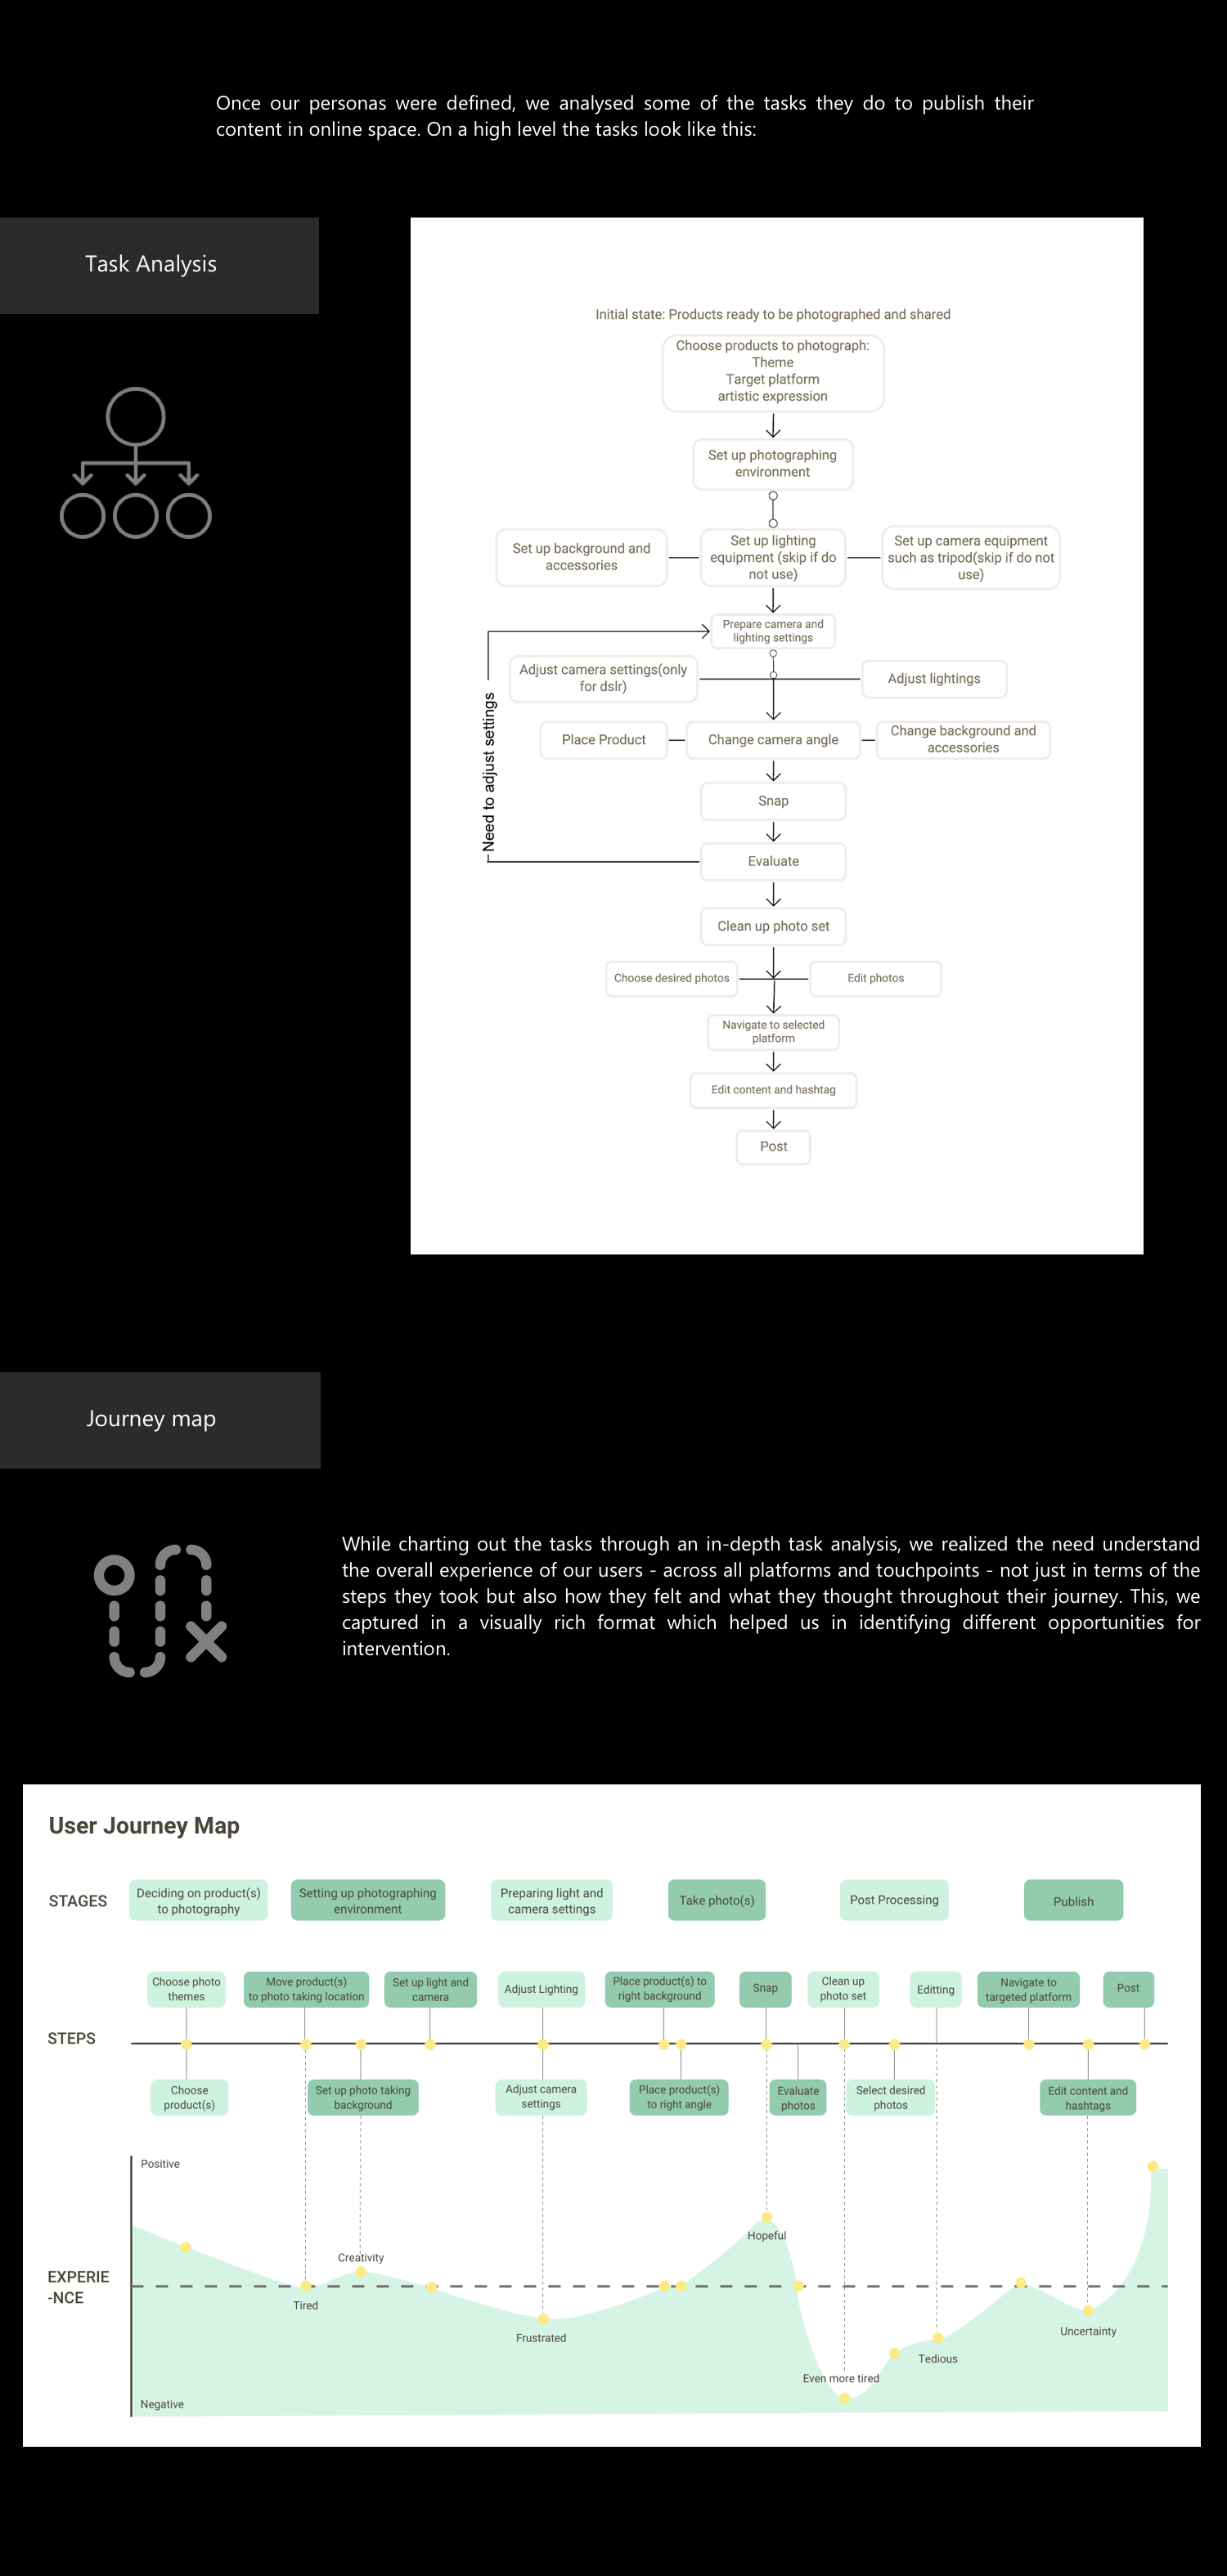 Once our personas were defined, we analysed some of the tasks they do to publish their
content in online space. On a high level the tasks look like this:
Task Analysis
Initial state: Products ready to be photographed and shared
Choose products to photograph:
Theme
Target platform
artistic expression
Set up photographing
environment
Set up background and
accessories
Set up lighting
equipment (skip if do
not use)
Set up camera equipment
such as tripod(skip if do not
use)
Prepare camera and
lighting settings
Need to adjust settings
Adjust camera settings(only
for dslr)
Adjust lightings
Place Product
Change camera angle
Change background and
accessories
Snap
Evaluate
Clean up photo set
Choose desired photos
Edit photos
Navigate to selected
platform
Edit content and hashtag
Post
Journey map
While charting out the tasks through an in-depth task analysis, we realized the need understand
the overall experience of our users - across all platforms and touchpoints - not just in terms of the
steps they took but also how they felt and what they thought throughout their journey. This, we
captured in a visually rich format which helped us in identifying different opportunities for
intervention.
User Journey Map
STAGES
Deciding on product(s)
to photography
Setting up photographing
environment
Preparing light and
camera settings
Take photo(s)
Post Processing
Publish
Choose photo
themes
Move product(s)
to photo taking location
Set up light and
camera
Adjust Lighting
Place product(s) to
right background
Snap
Clean up
photo set
Editting
Navigate to
targeted platform
Post
STEPS
Choose
product(s)
Set up photo taking
background
Adjust camera
settings
Place product(s)
to right angle
Evaluate
photos
Select desired
photos
Edit content and
hashtags
Positive
Hopeful
Creativity
EXPERIE
-NCE
Tired
Frustrated
Uncertainty
Tedious
Even more tired
Negative